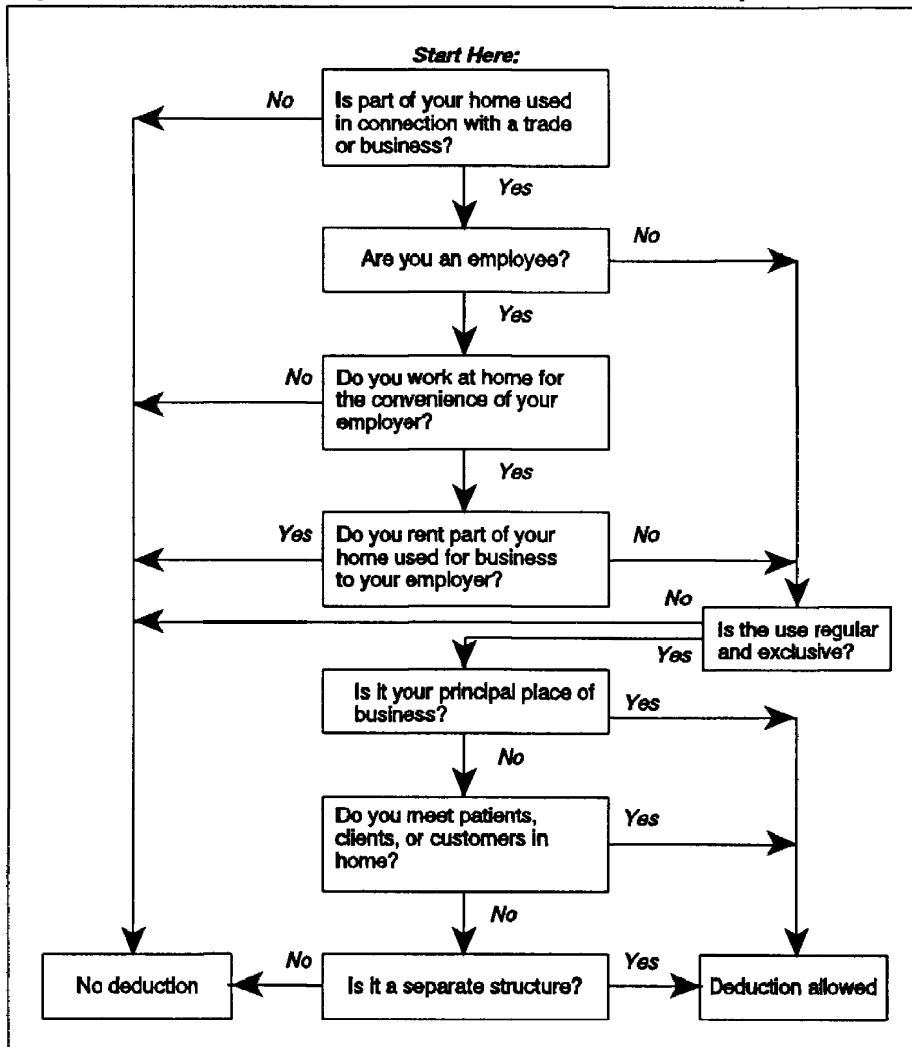 Start Here:
No
Is part of your home used
in connection with a trade
or business?
Yes
Are you an employee?
No
Yes
No
Do you work at home for
the convenience of your
employer?
Yes
Yes
Do you rent part of your
home used for business
to your employer?
No
No
Is the use regular
and exclusive?
Yes
Is it your principal place of
business?
Yes
No
Do you meet patients,
clients, or customers in
home?
Yes
No
No deduction
No
Is it a separate structure?
Yes
Deduction allowed